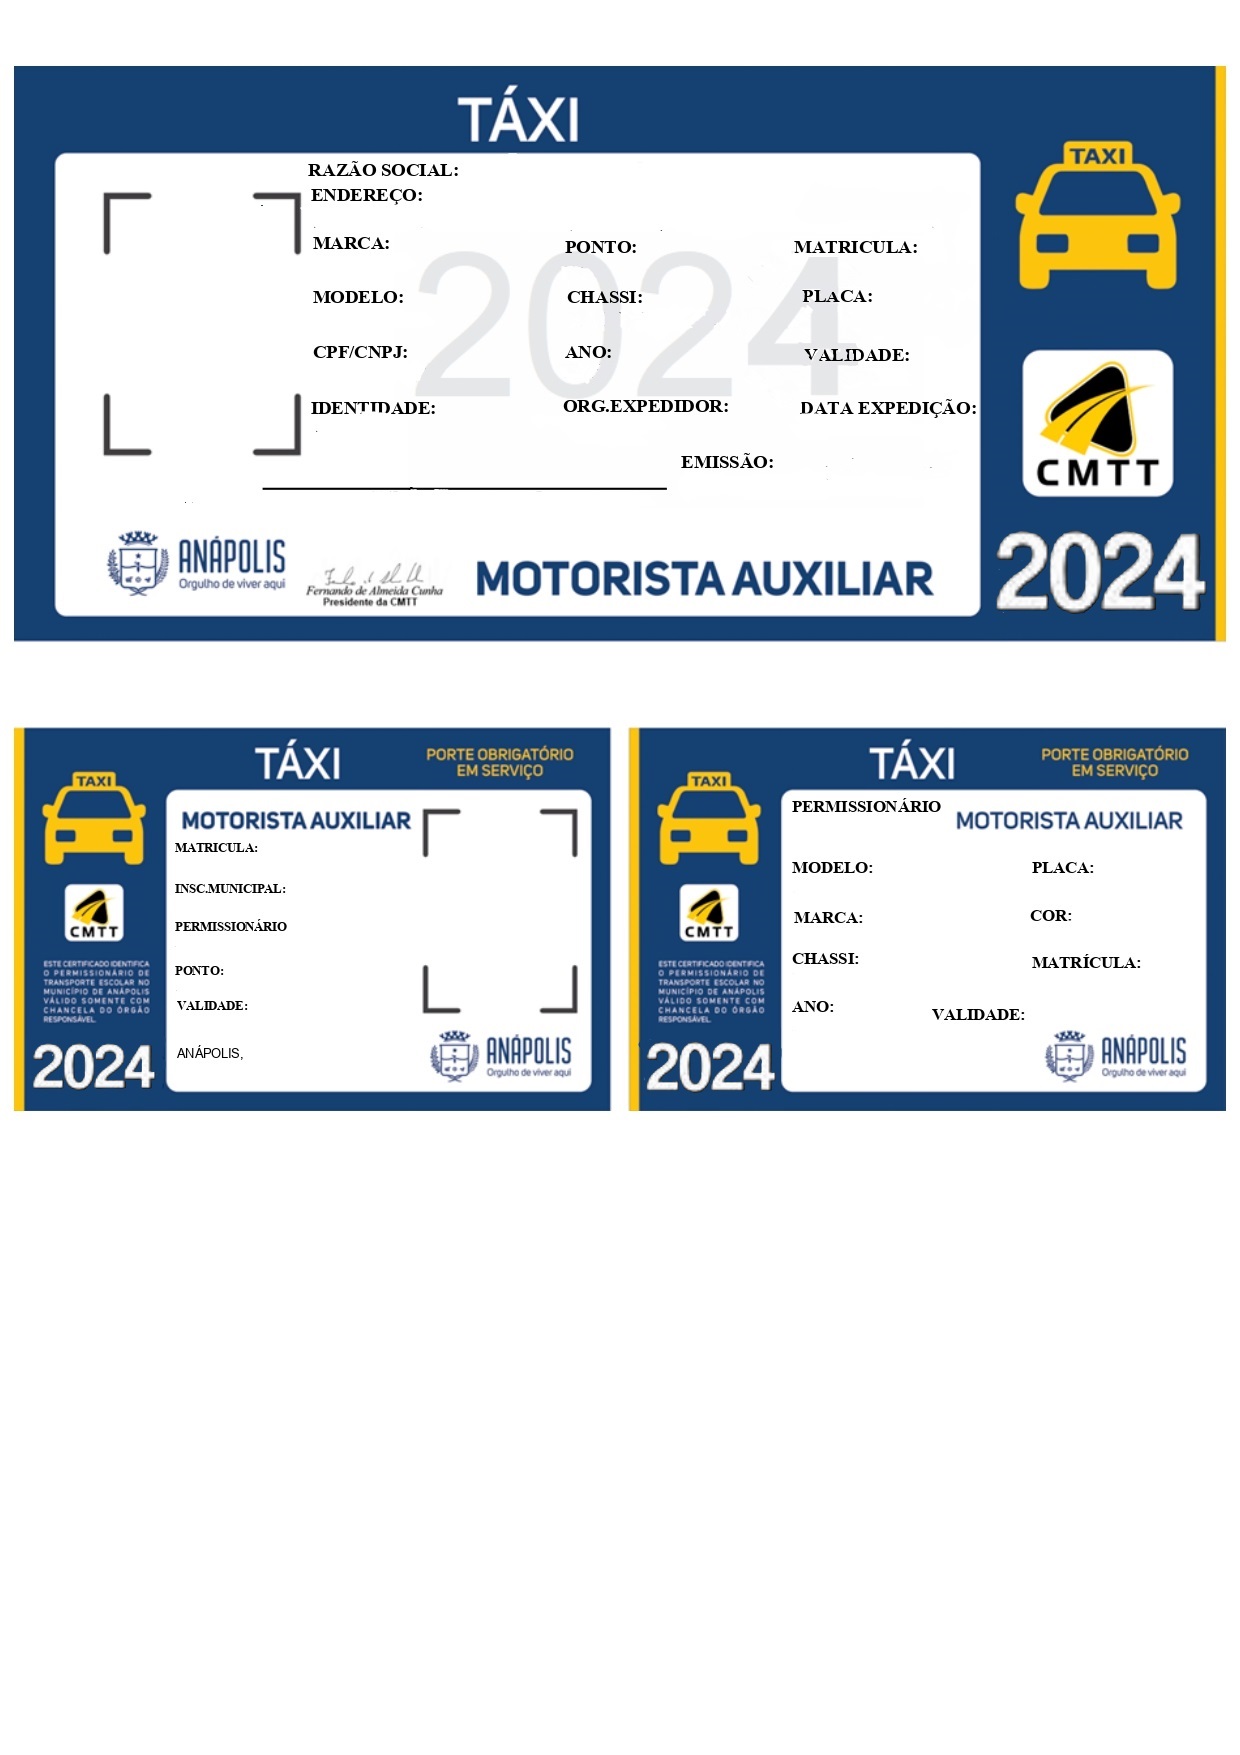 TÁXI
RAZÃO SOCIAL:
ENDEREÇO:
MARCA: PONTO: MATRICULA:
MODELO: CHASSI: PLACA:
CPF/CNPJ: ANO: VALIDADE:
IDENTIDADE: ORG.EXPEDIDOR: DATA EXPEDIÇÃO:
EMISSÃO:
2024
ANÁPOLIS
Orgulho de viver aqui
Fernando de Almeida Cunha
Presidente da CMTT
MOTORISTA AUXILIAR
TAXI
CMTT
2024
TÁXI
PORTE OBRIGATÓRIO
EM SERVIÇO
TAXI
CMTT
ESTE CERTIFICADO IDENTIFICA
O PERMISSIONÁRIO DE
TRANSPORTE ESCOLAR NO
MUNICÍPIO DE ANÁPOLIS
VÁLIDO SOMENTE COM
CHANCELA DO ÓRGÃO
RESPONSÁVEL.
2024
MOTORISTA AUXILIAR
MATRICULA:
INSC.MUNICIPAL:
PERMISSIONÁRIO
PONTO:
VALIDADE:
ANÁPOLIS,
ANÁPOLIS
Orgulho de viver aqui
TÁXI
PORTE OBRIGATÓRIO
EM SERVIÇO
TAXI
CMTT
ESTE CERTIFICADO IDENTIFICA
O PERMISSIONÁRIO DE
TRANSPORTE ESCOLAR NO
MUNICÍPIO DE ANÁPOLIS
VÁLIDO SOMENTE COM
CHANCELA DO ÓRGÃO
RESPONSÁVEL.
2024
PERMISSIONÁRIO
MOTORISTA AUXILIAR
MODELO: PLACA:
MARCA: COR:
CHASSI: MATRÍCULA:
ANO: VALIDADE:
ANÁPOLIS
Orgulho de viver aqui